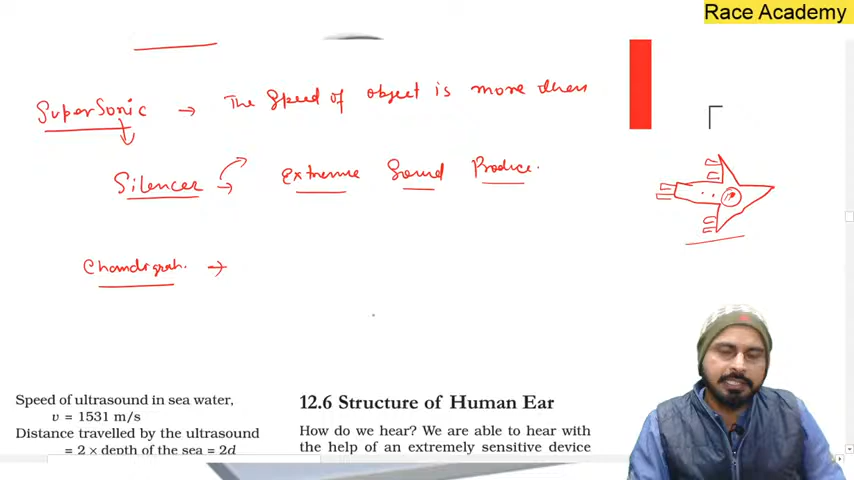 Race Academy
SuperSonic → The Speed of object is more then
Silencer → Extreme Sound Produce.
Chandigrah. →
Speed of ultrasound in sea water,
v = 1531 m/s
Distance travelled by the ultrasound
= 2 × depth of the sea = 2d
12.6 Structure of Human Ear
How do we hear? We are able to hear with
the help of an extremely sensitive device